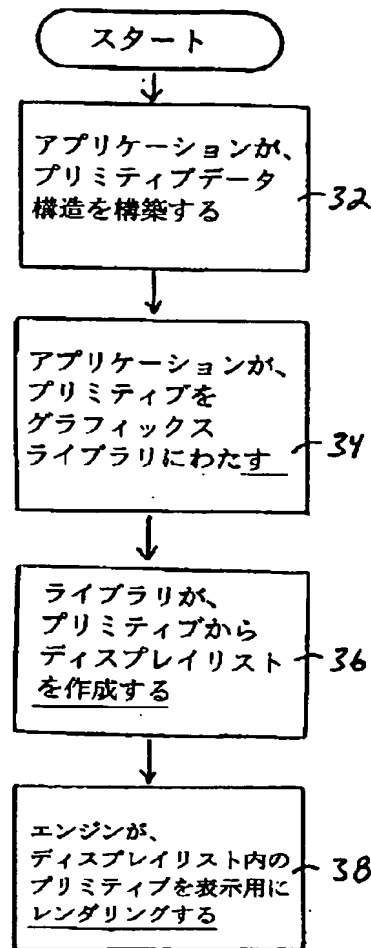 スタート
アプリケーションが、
プリミティブデータ
構造を構築する
32
アプリケーションが、
プリミティブを
グラフィックス
ライブラリにわたす
34
ライブラリが、
プリミティブから
ディスプレイリスト
を作成する
36
エンジンが、
ディスプレイリスト内の
プリミティブを表示用に
レンダリングする
38